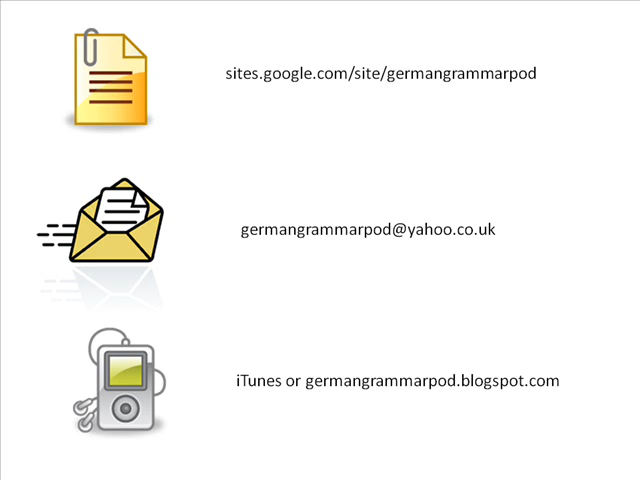 sites.google.com/site/germangrammarpod
germangrammarpod@yahoo.co.uk
iTunes or germangrammarpod.blogspot.com